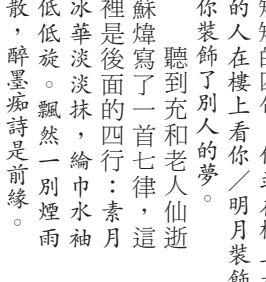 的人在樓上看你／明月裝飾
你裝飾了別人的夢。
聽到充和老人仙逝
蘇煒寫了一首七律，這
裡是後面的四行：素月
冰華淡淡抹，綸巾水袖
低低旋。飄然一別煙雨
散，醉墨痴詩是前緣。